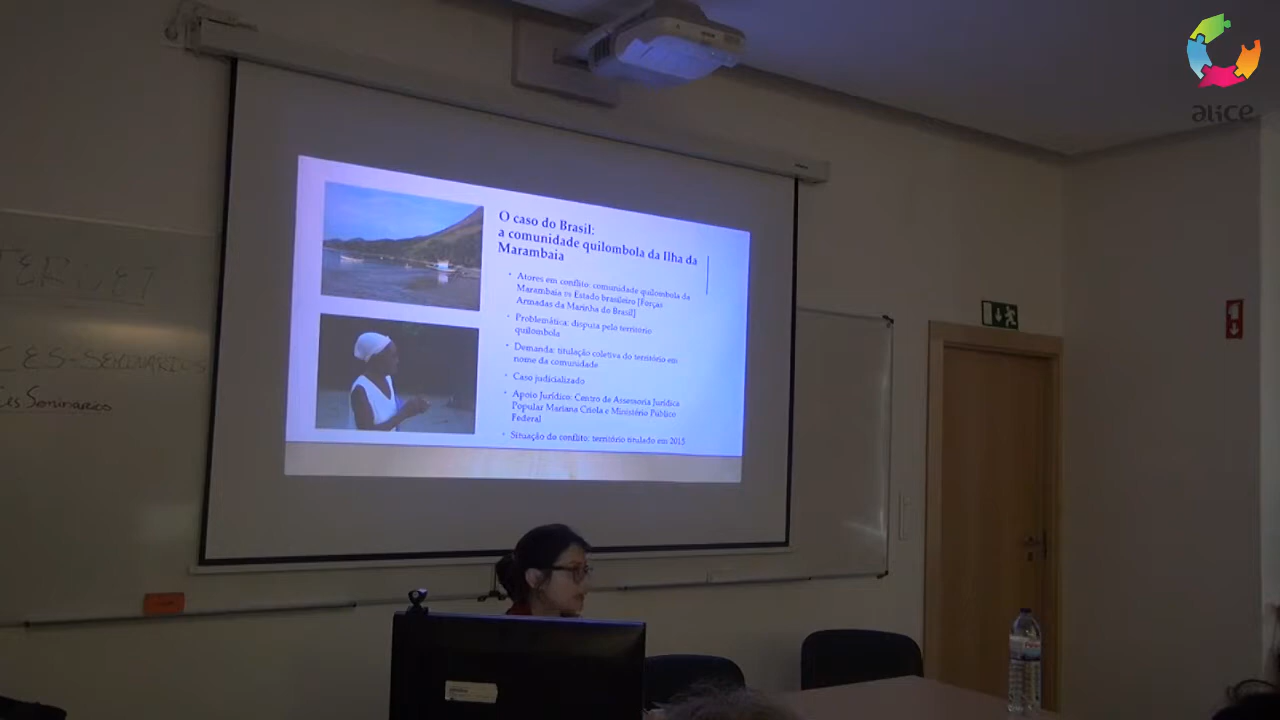 alice
O caso do Brasil:
a comunidade quilombola da Ilha da
Marambaia
• Atores em conflito: comunidade quilombola da
Marambaia vs Estado brasileiro [Forças
Armadas da Marinha do Brasil]
• Problemática: disputa pelo território
quilombola
• Demanda: titulação coletiva do território em
nome da comunidade
• Caso judicializado
• Apoio Jurídico: Centro de Assessoria Jurídica
Popular Mariana Criola e Ministério Público
Federal
• Situação do conflito: território titulado em 2015
CES-SEMINÁRIOS
Seminários